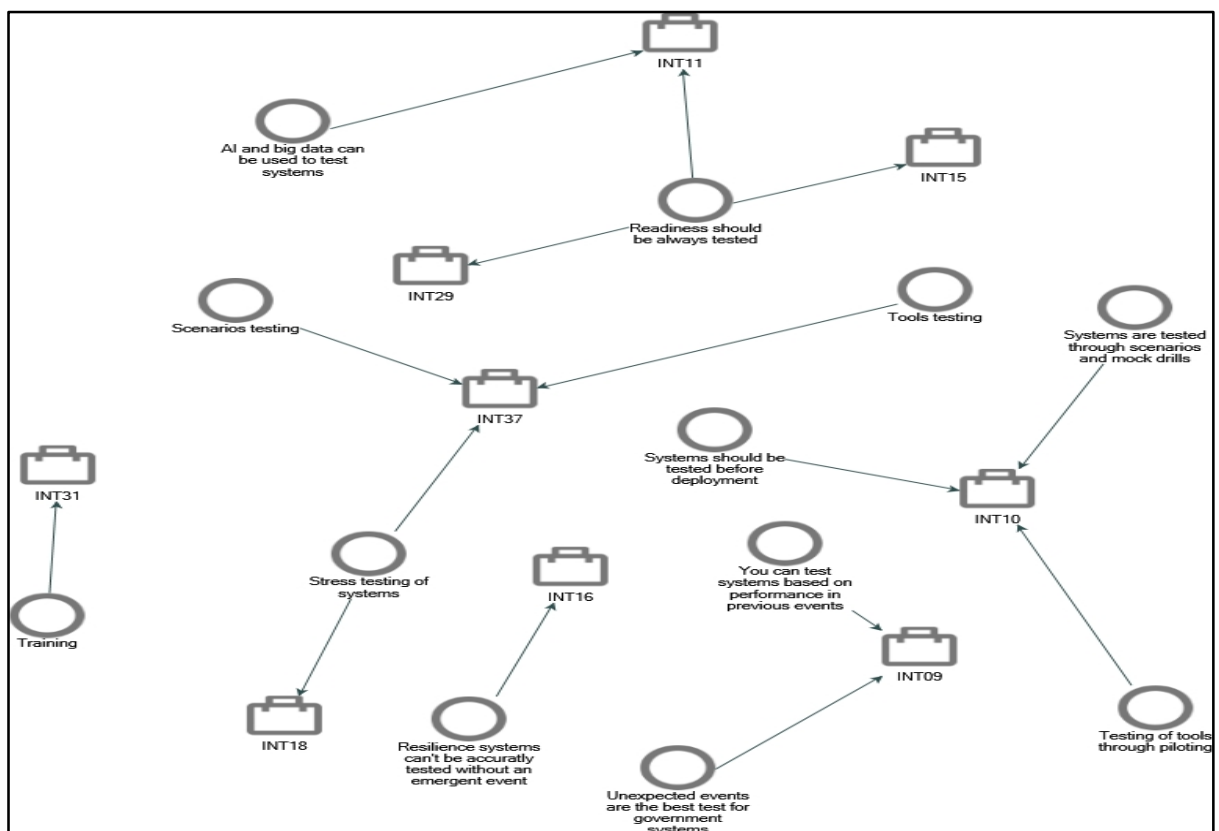 INT11
AI and big data can
be used to test
systems
INT15
Readiness should
be always tested
INT29
Scenarios testing
Tools testing
Systems are tested
through scenarios
and mock drills
INT37
Systems should be
tested before
deployment
INT31
INT10
Stress testing of
systems
You can test
systems based on
performance in
previous events
INT16
Training
INT09
INT18
Resilience systems
can't be accuratly
tested without an
emergent event
Testing of tools
through piloting
Unexpected events
are the best test for
government
systems